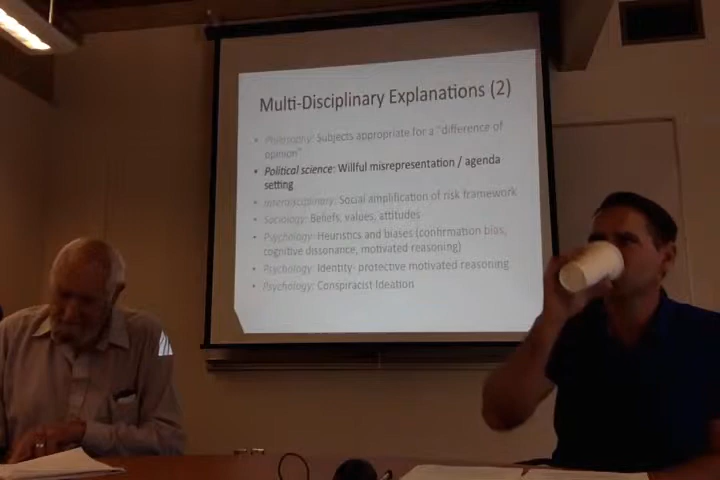 Multi-Disciplinary Explanations (2)
• Philosophy: Subjects appropriate for a "difference of
opinion"
• Political science: Willful misrepresentation / agenda
setting
• Interdisciplinary: Social amplification of risk framework
• Sociology: Beliefs, values, attitudes
• Psychology: Heuristics and biases (confirmation bias,
cognitive dissonance, motivated reasoning)
• Psychology: Identity- protective motivated reasoning
• Psychology: Conspiracist Ideation